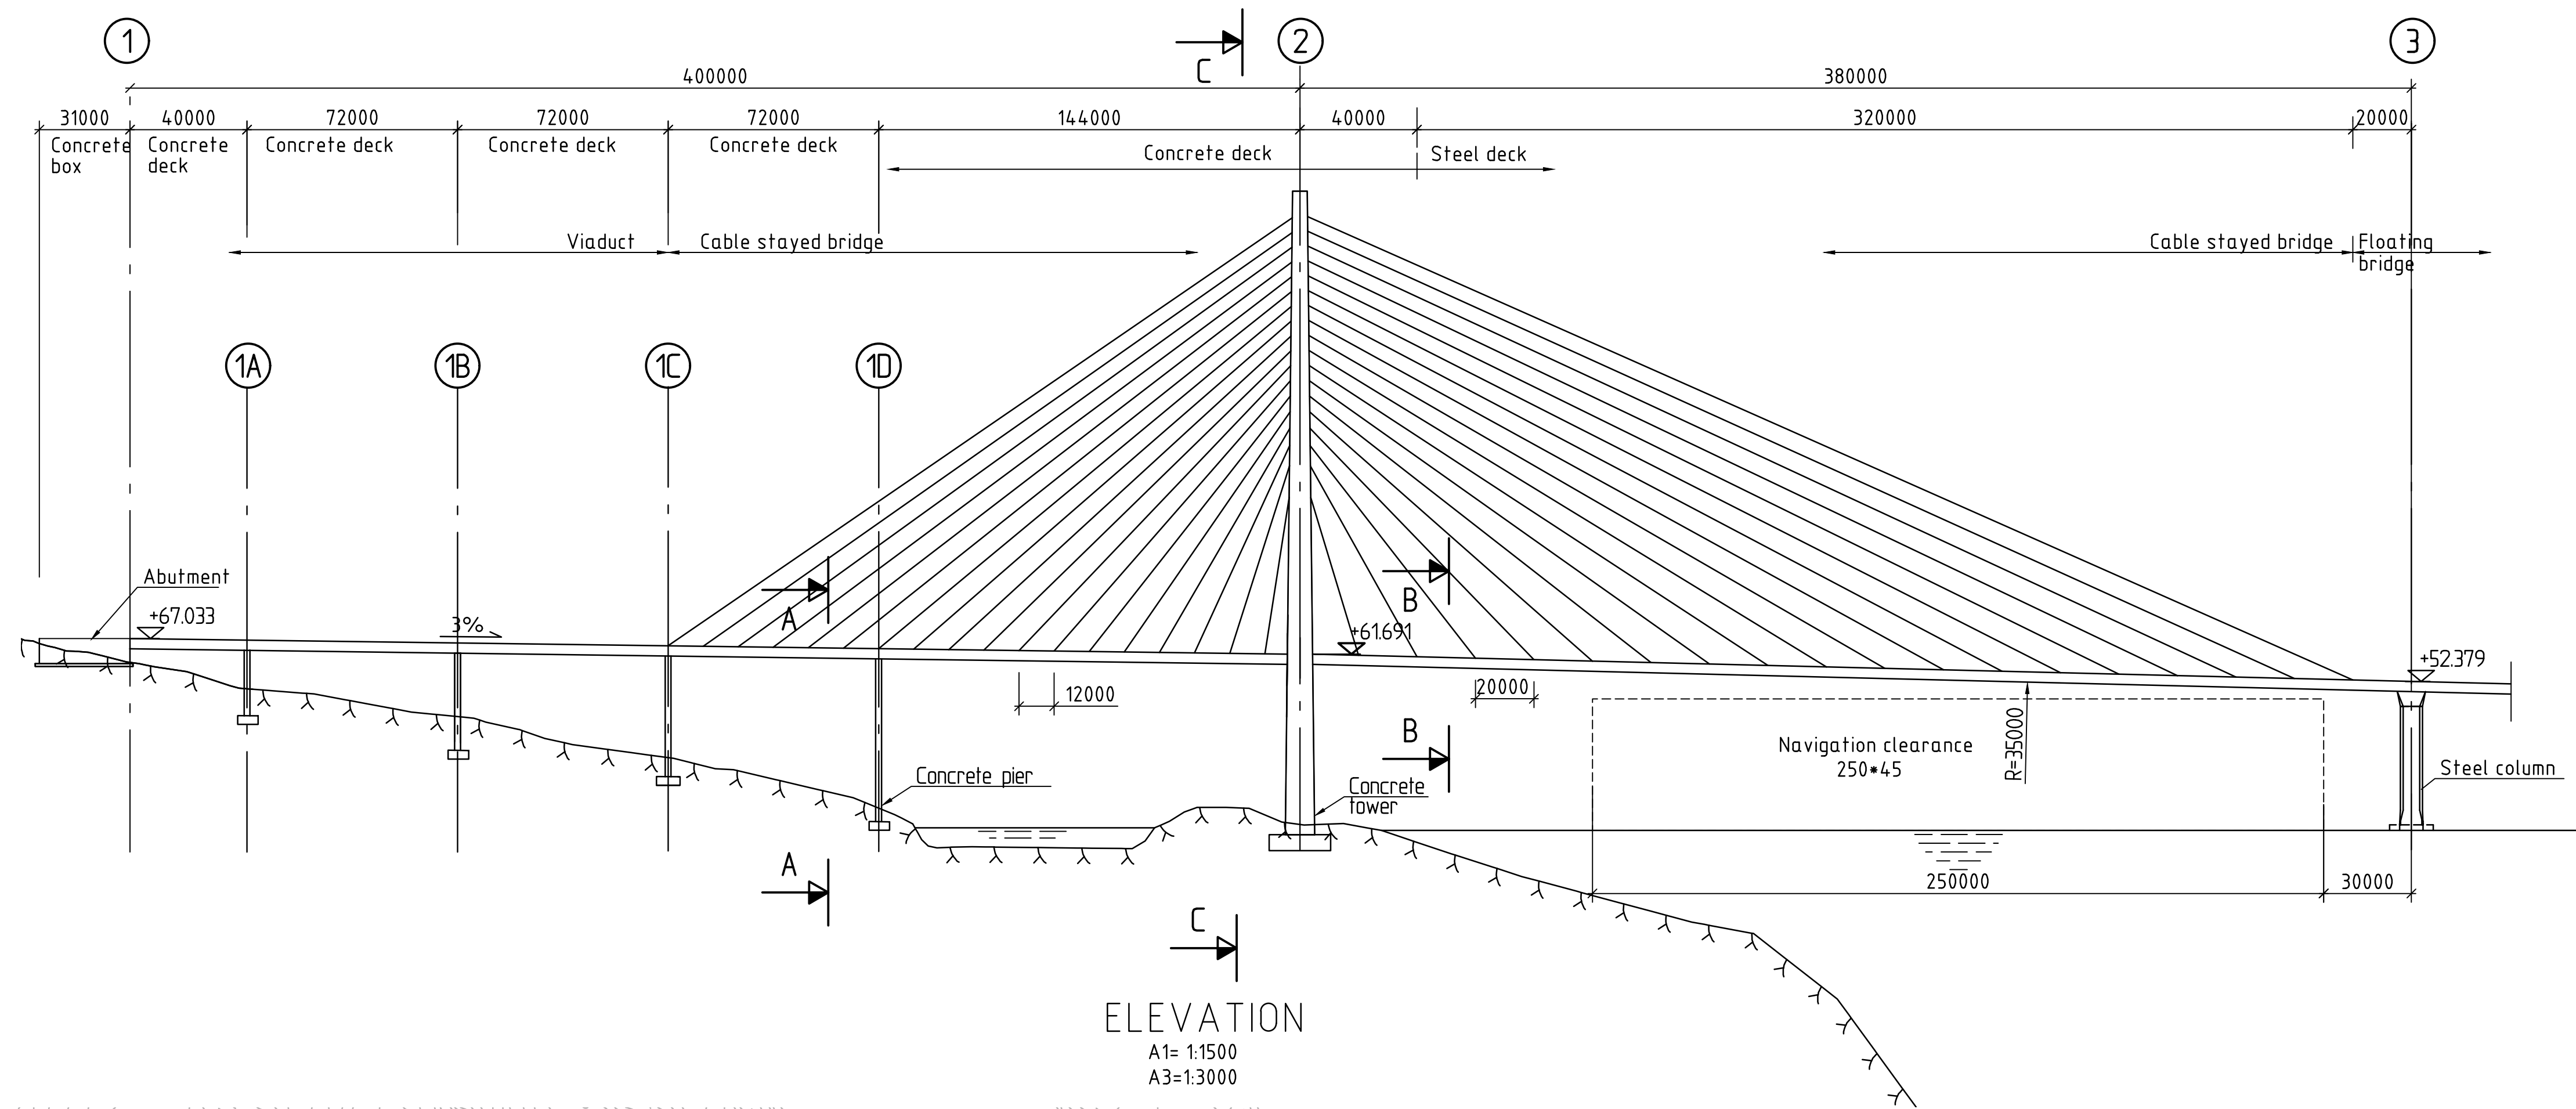 1
C
2
3
400000
380000
31000
40000
72000
72000
72000
144000
40000
320000
20000
Concrete
box
Concrete
deck
Concrete deck
Concrete deck
Concrete deck
Concrete deck
Steel deck
Viaduct
Cable stayed bridge
Cable stayed bridge
Floating
bridge
1A
1B
1C
1D
Abutment
+67.033
3%
A
B
+61.691
+52.379
12000
20000
B
Navigation clearance
250*45
R=35000
Concrete pier
Concrete
tower
Steel column
A
250000
30000
C
ELEVATION
A1= 1:1500
A3=1:3000